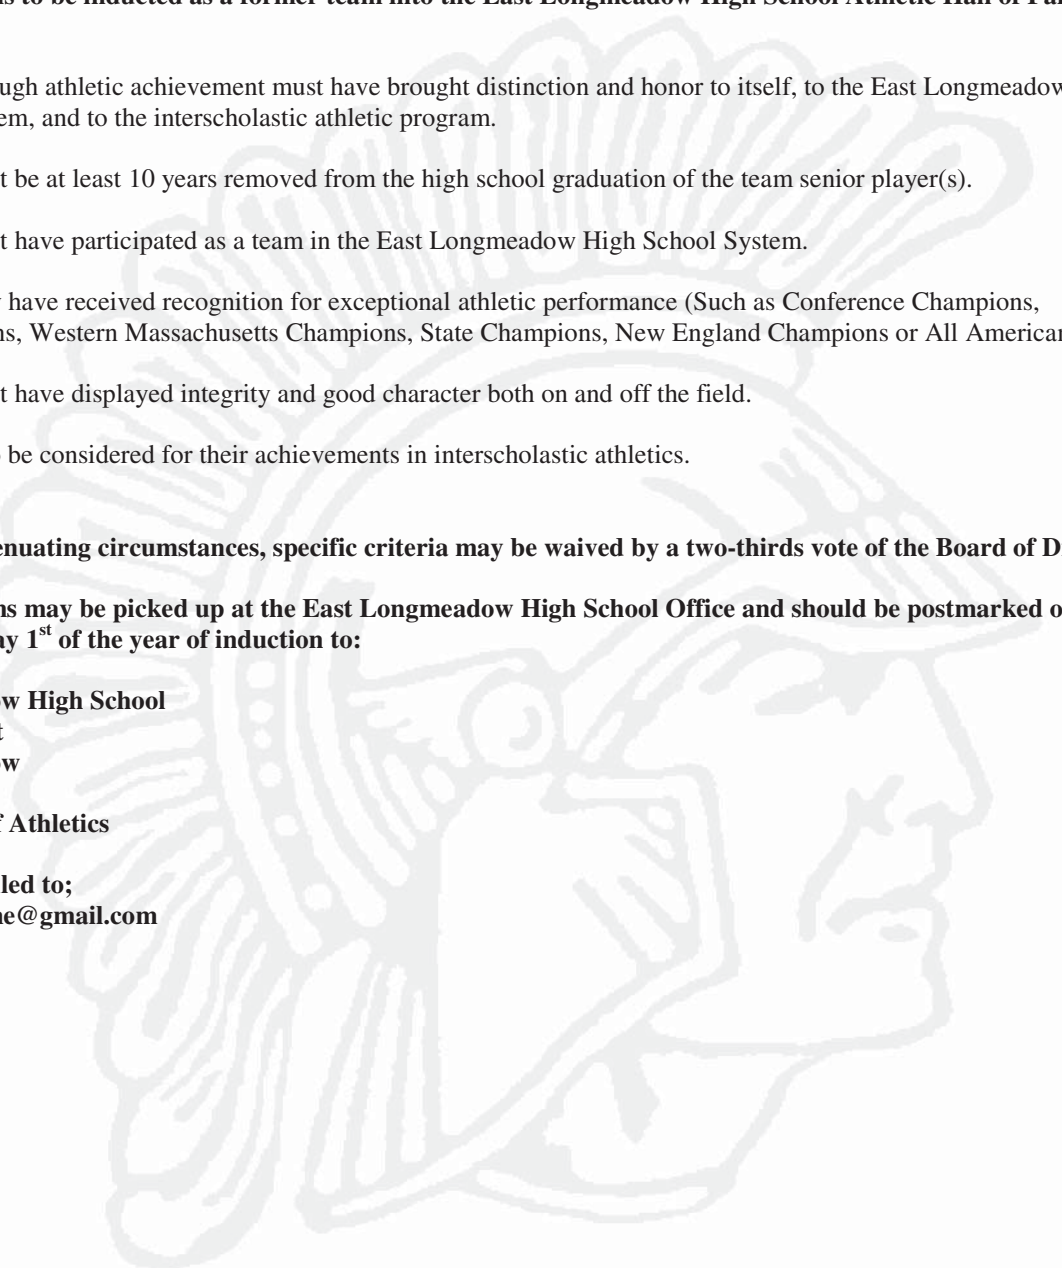 to be inducted as a former team into the East Longmeadow High School Athletic Hall of
ugh athletic achievement must have brought distinction and honor to itself, to the East Longmeadow
em, and to the interscholastic athletic program.
t be at least 10 years removed from the high school graduation of the team senior player(s).
t have participated as a team in the East Longmeadow High School System.
have received recognition for exceptional athletic performance (Such as Conference Champions,
ns, Western Massachusetts Champions, State Champions, New England Champions or All American
t have displayed integrity and good character both on and off the field.
be considered for their achievements in interscholastic athletics.
enuating circumstances, specific criteria may be waived by a two-thirds vote of the Board of D
ns may be picked up at the East Longmeadow High School Office and should be postmarked o
ay 1st of the year of induction to:
ow High School
t
ow
f Athletics
led to;
ne@gmail.com